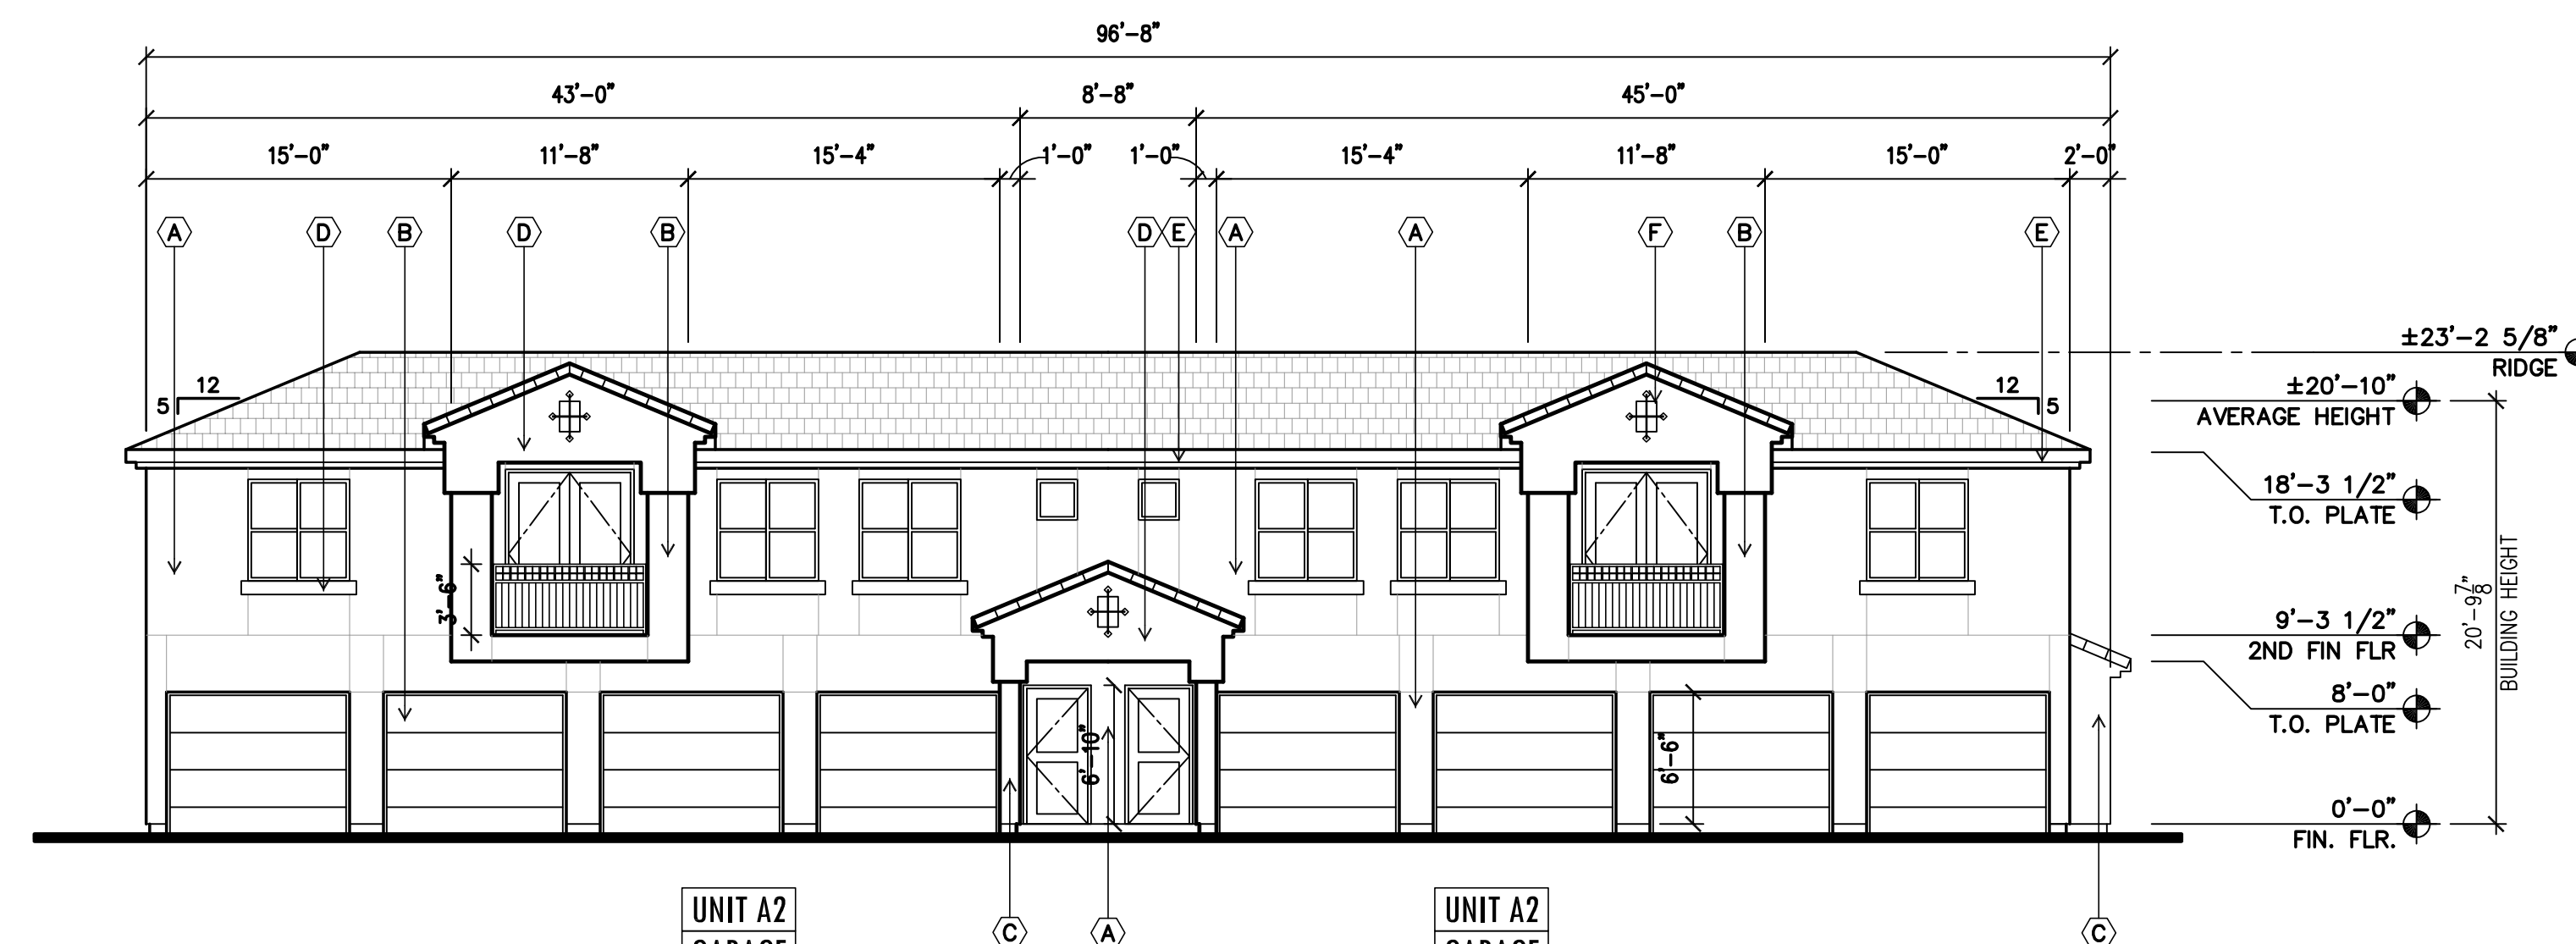 96'-8"
43'-0" 8'-8" 45'-0"
15'-0" 11'-8" 15'-4" 1'-0" 1'-0" 15'-4" 11'-8" 15'-0" 2'-0"
A D B D B D E A A F B E
±23'-2 5/8"
RIDGE
12
5
12
5
±20'-10"
AVERAGE HEIGHT
18'-3 1/2"
T.O. PLATE
3'-6"
9'-3 1/2"
2ND FIN FLR
20'-9 7/8"
BUILDING HEIGHT
8'-0"
T.O. PLATE
6'-10"
6'-6"
0'-0"
FIN. FLR.
UNIT A2
GARAGE
UNIT A2
GARAGE
C A C